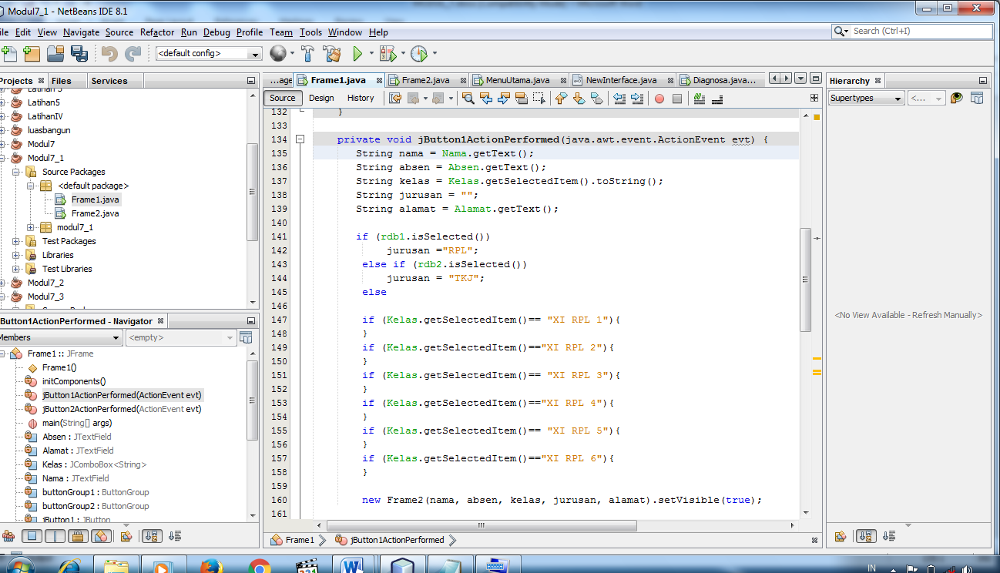 Modul7_1 - NetBeans IDE 8.1
ile Edit View Navigate Source Refactor Run Debug Profile Team Tools Window Help
Search (Ctrl+I)
<default config>
Projects Files Services
Latihan 3
Latihan5
LatihanIV
luasbangun
Modul7
Modul7_1
Source Packages
<default package>
Frame1.java
Frame2.java
modul7_1
Test Packages
Libraries
Test Libraries
Modul7_2
Modul7_3
Button1ActionPerformed - Navigator
Members <empty>
Frame1 :: JFrame
Frame1()
initComponents()
jButton1ActionPerformed(ActionEvent evt)
jButton2ActionPerformed(ActionEvent evt)
main(String[] args)
Absen : JTextField
Alamat : JTextField
Kelas : JComboBox<String>
Nama : JTextField
buttonGroup1 : ButtonGroup
buttonGroup2 : ButtonGroup
jButton1 : JButton
...age Frame1.java Frame2.java MenuUtama.java NewInterface.java Diagnosa.java...
Source Design History
132 }
133
134 private void jButton1ActionPerformed(java.awt.event.ActionEvent evt) {
135 String nama = Nama.getText();
136 String absen = Absen.getText();
137 String kelas = Kelas.getSelectedItem().toString();
138 String jurusan = "";
139 String alamat = Alamat.getText();
140
141 if (rdb1.isSelected())
142 jurusan ="RPL";
143 else if (rdb2.isSelected())
144 jurusan = "TKJ";
145 else
146
147 if (Kelas.getSelectedItem()== "XI RPL 1"){
148 }
149 if (Kelas.getSelectedItem()=="XI RPL 2"){
150 }
151 if (Kelas.getSelectedItem()== "XI RPL 3"){
152 }
153 if (Kelas.getSelectedItem()=="XI RPL 4"){
154 }
155 if (Kelas.getSelectedItem()== "XI RPL 5"){
156 }
157 if (Kelas.getSelectedItem()=="XI RPL 6"){
158 }
159
160 new Frame2(nama, absen, kelas, jurusan, alamat).setVisible(true);
161
Frame1 jButton1ActionPerformed
Hierarchy
Supertypes <...
<No View Available - Refresh Manually>
321
IN